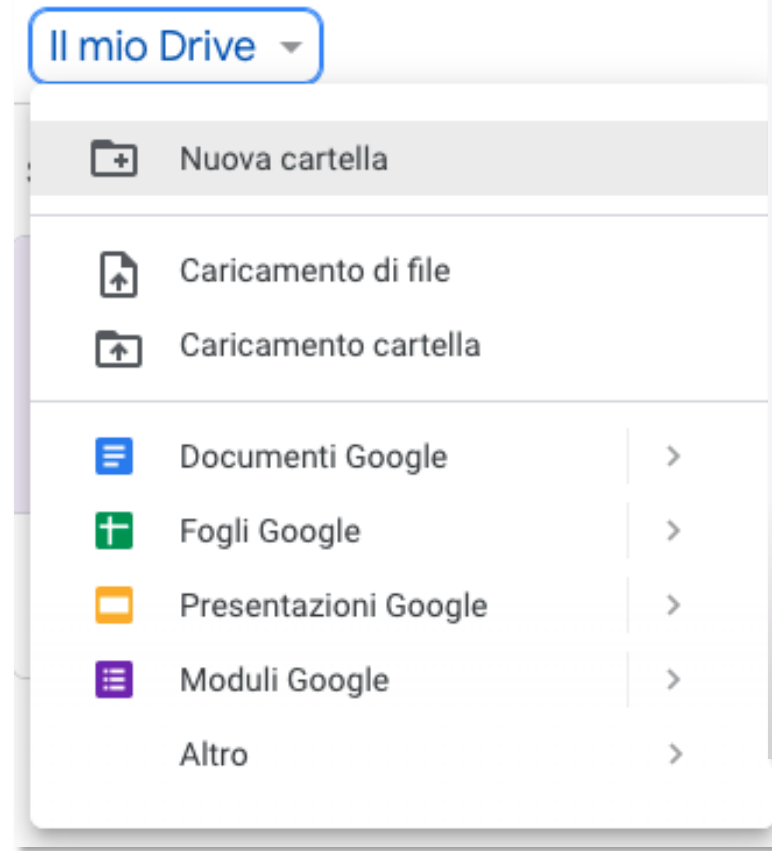 Il mio Drive
Nuova cartella
Caricamento di file
Caricamento cartella
Documenti Google
Fogli Google
Presentazioni Google
Moduli Google
Altro